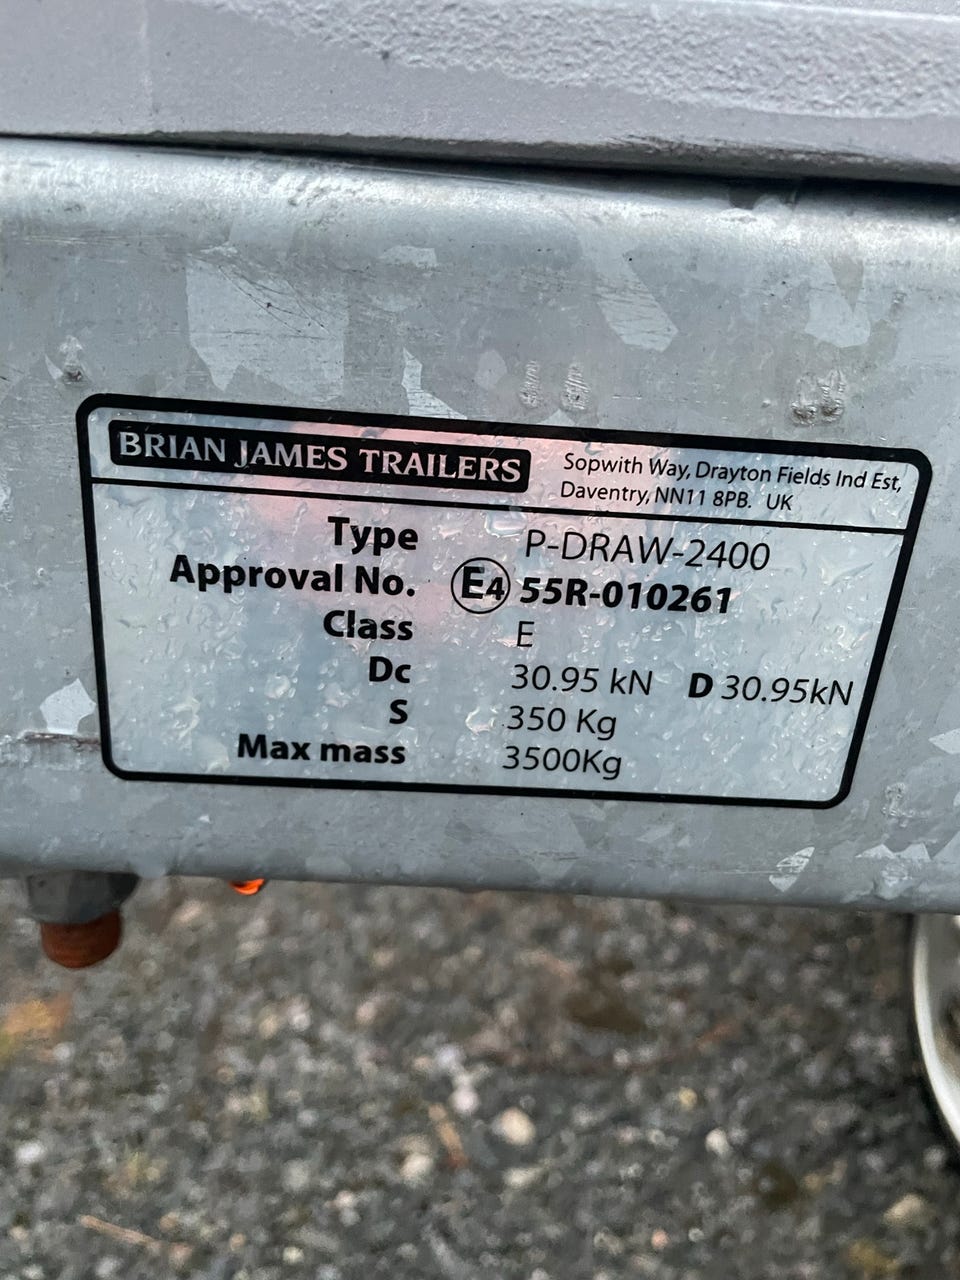 BRIAN JAMES TRAILERS
Sopwith Way, Drayton Fields Ind Est,
Daventry, NN11 8PB. UK
Type P-DRAW-2400
Approval No. E4 55R-010261
Class E
Dc 30.95 kN D 30.95kN
S 350 Kg
Max mass 3500Kg